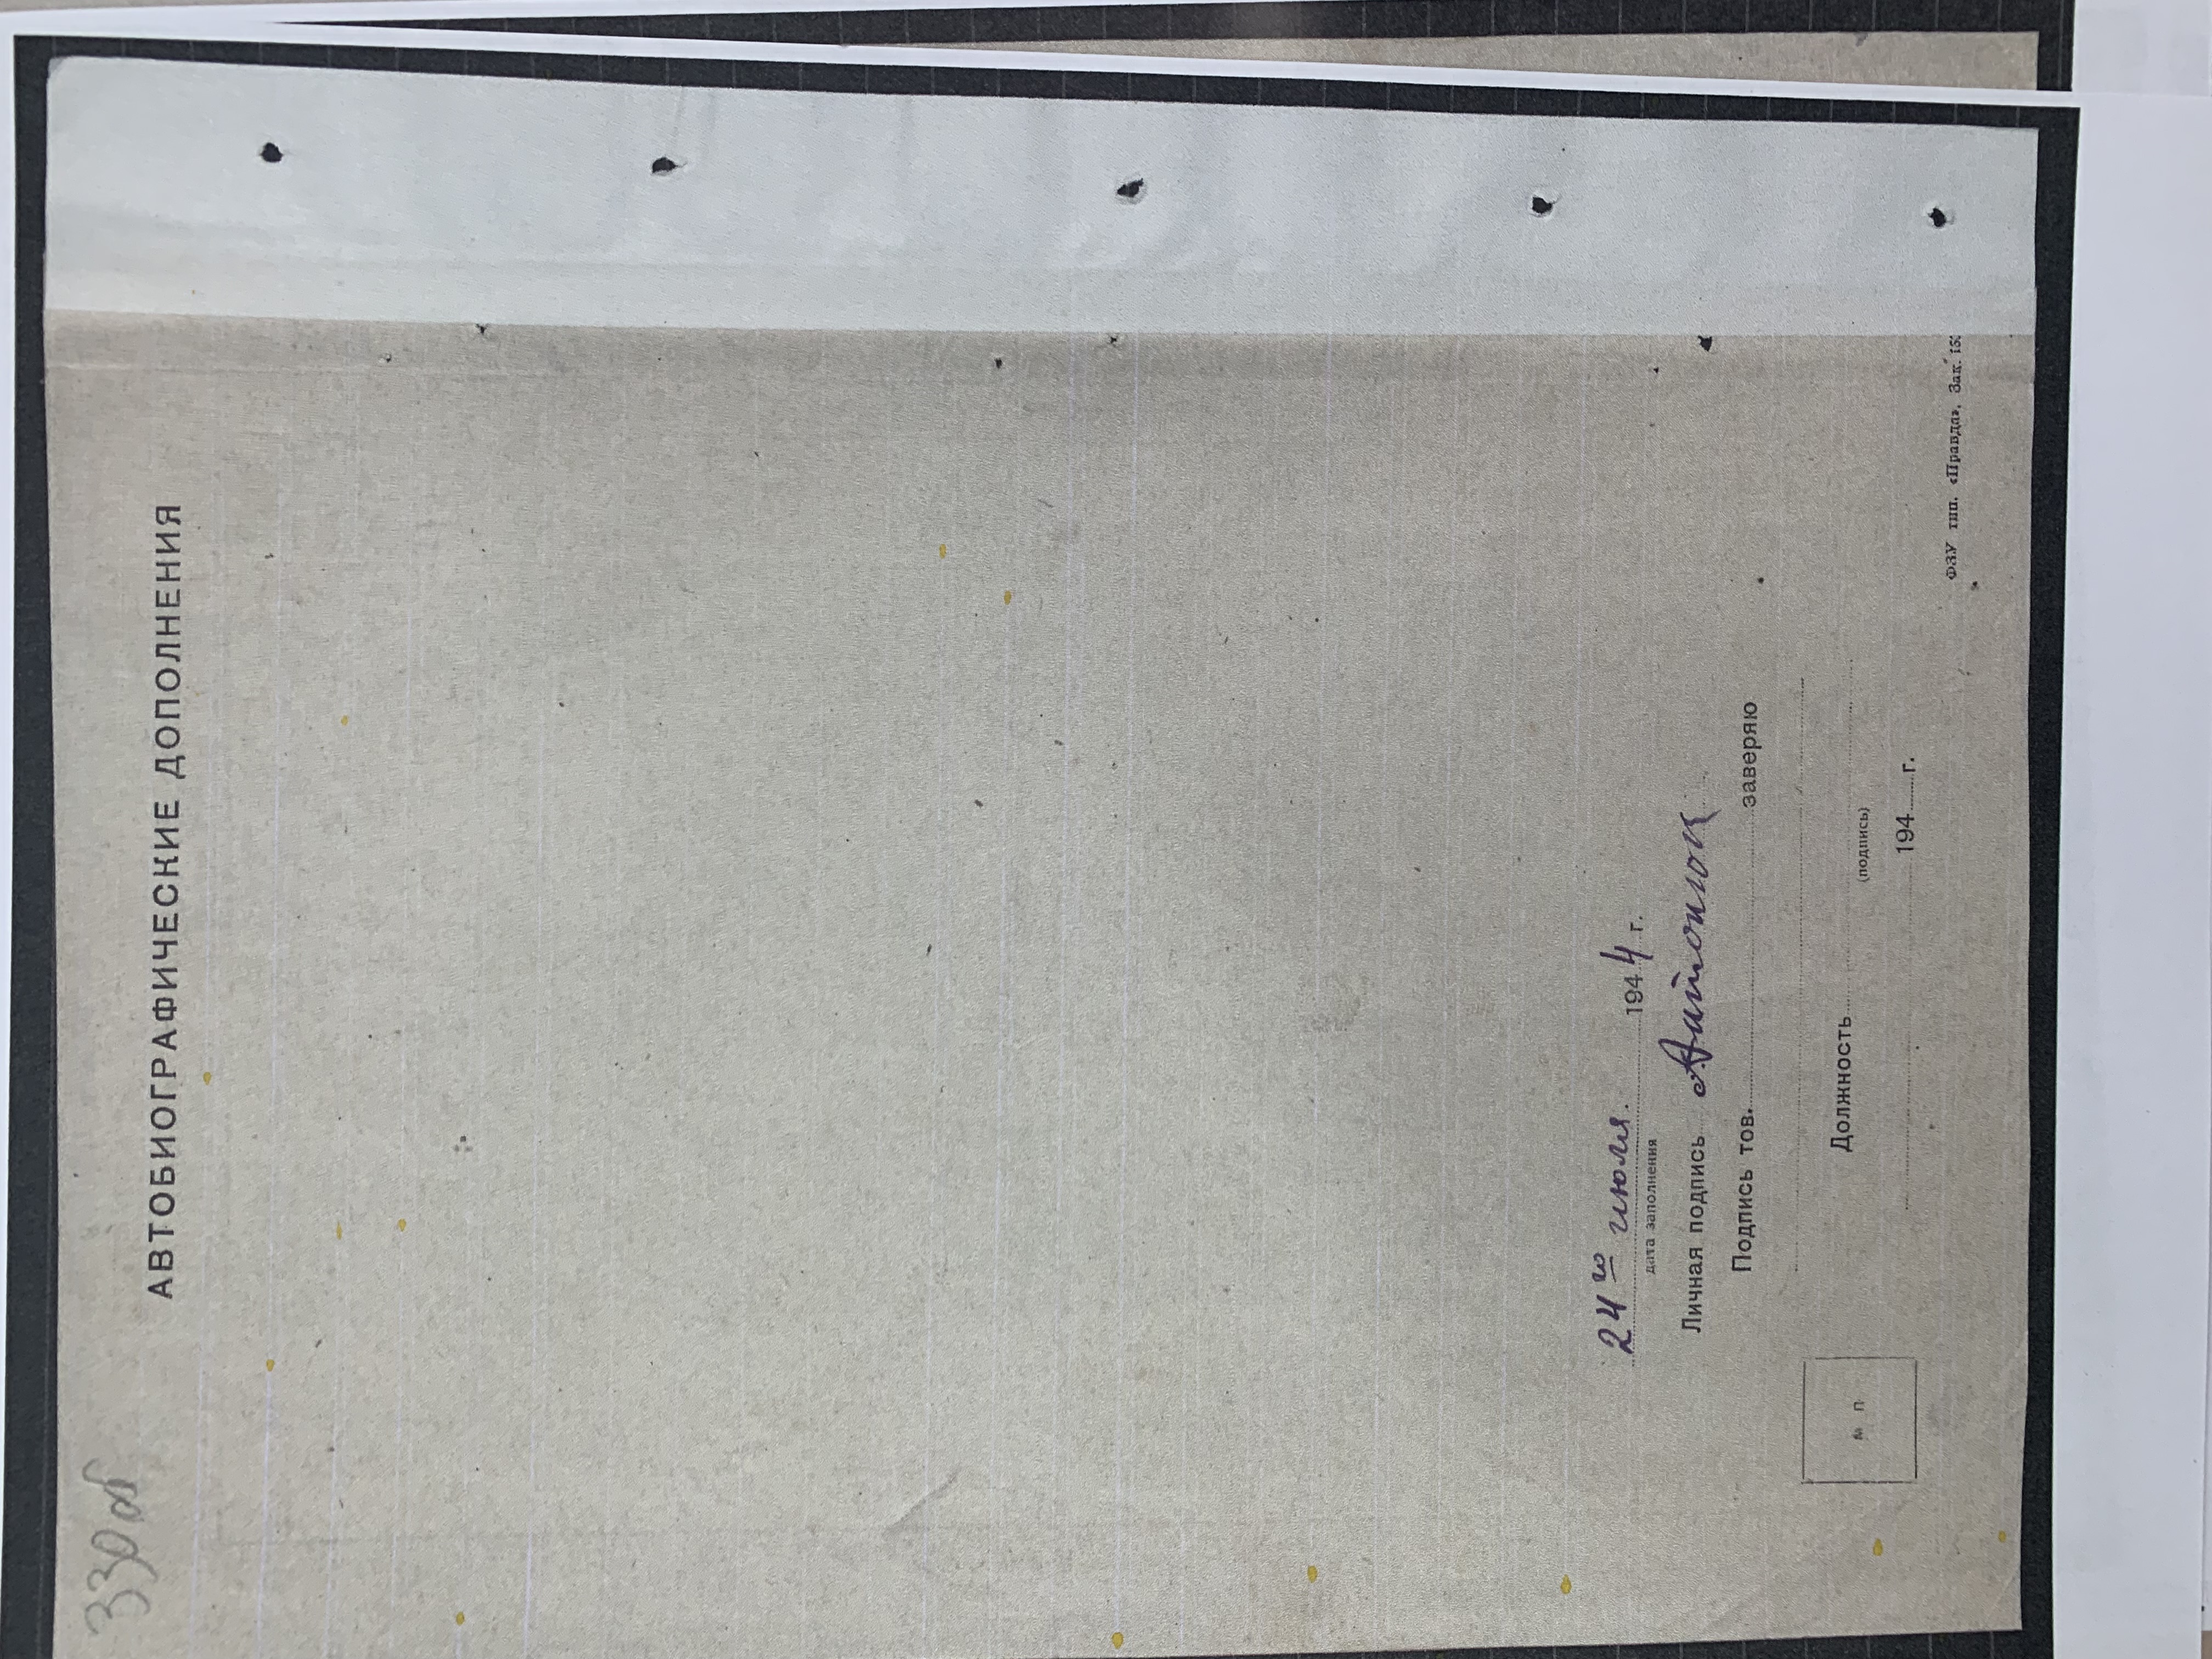 330 об
АВТОБИОГРАФИЧЕСКИЕ ДОПОЛНЕНИЯ
24го июля. 1944 г.
дата заполнения
Личная подпись
Подпись тов. заверяю
Должность
(подпись)
М П
194 г.
ФЗУ тип. «Правда». Зак.